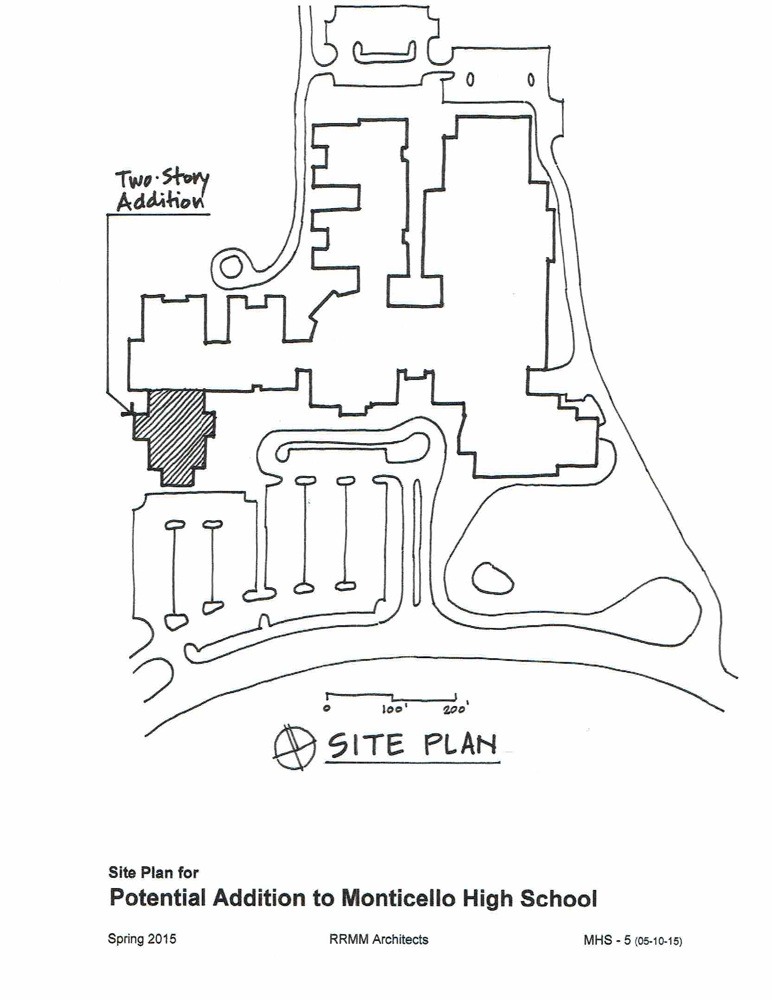 Two·Story
Addition
0 100' 200'
SITE PLAN
Site Plan for
Potential Addition to Monticello High School
Spring 2015 RRMM Architects MHS - 5 (05-10-15)